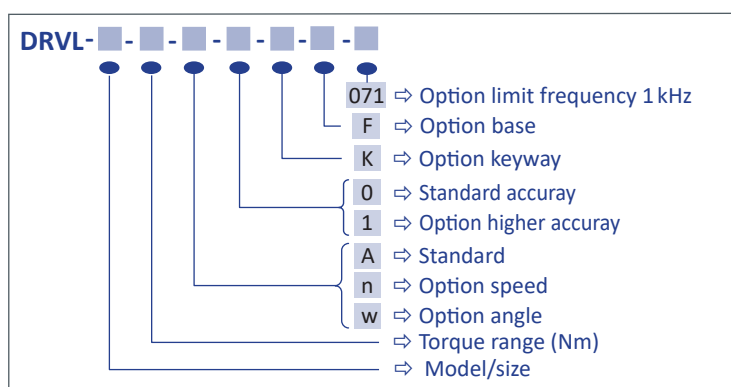 DRVL- - - - - - -
071 ⇨ Option limit frequency 1 kHz
F ⇨ Option base
K ⇨ Option keyway
0 ⇨ Standard accuray
1 ⇨ Option higher accuray
A ⇨ Standard
n ⇨ Option speed
w ⇨ Option angle
⇨ Torque range (Nm)
⇨ Model/size